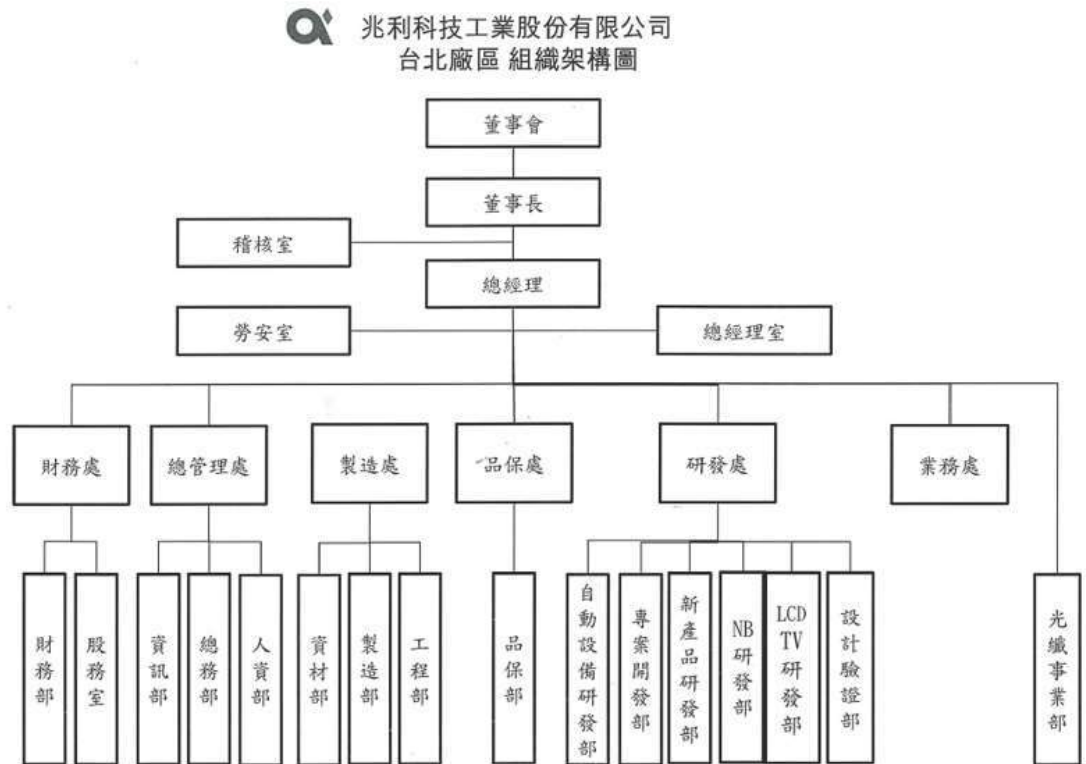 兆利科技工業股份有限公司
台北廠區 組織架構圖
董事會
董事長
稽核室
總經理
勞安室
總經理室
財務處
總管理處
製造處
品保處
研發處
業務處
財務部
股務室
資訊部
總務部
人資部
資材部
製造部
工程部
品保部
自動設備研發部
專案開發部
新產品研發部
NB研發部
LCD TV研發部
設計驗證部
光纖事業部